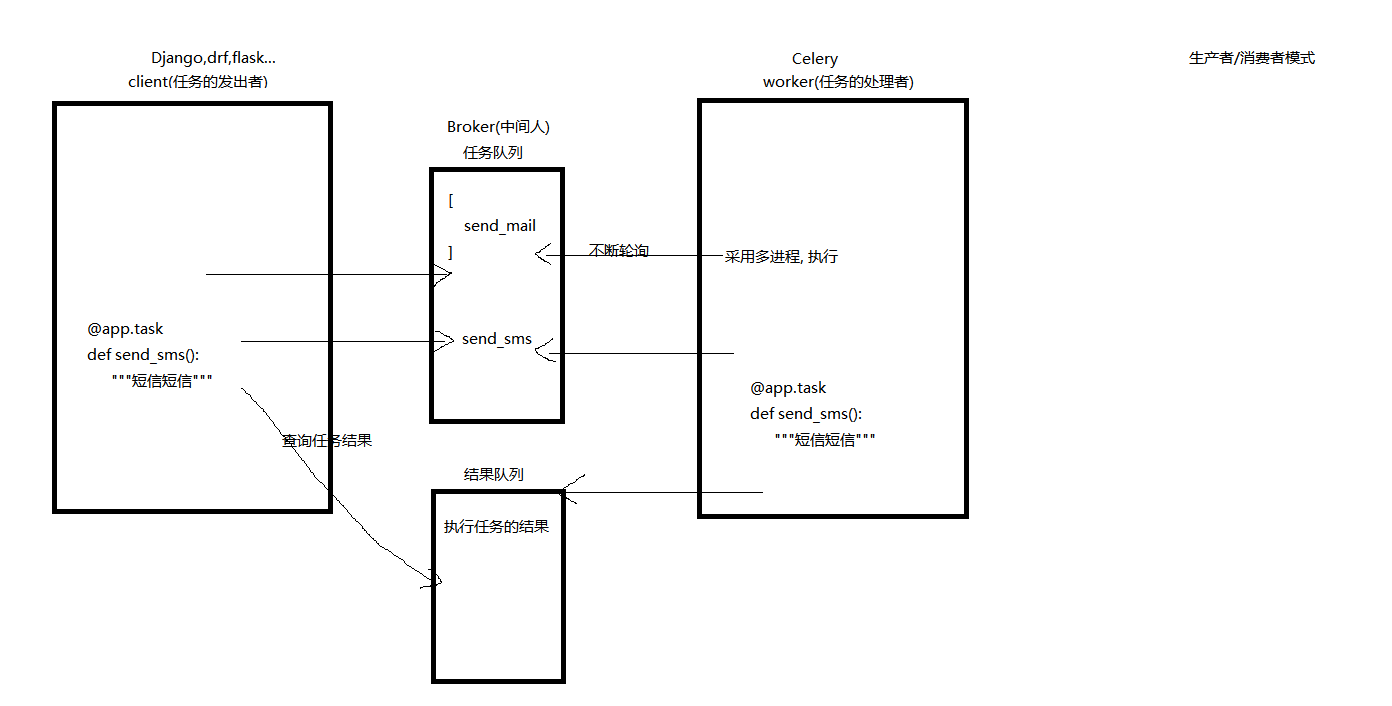 Django,drf,flask...
client(任务的发出者)
Celery
worker(任务的处理者)
生产者/消费者模式
Broker(中间人)
任务队列
[
send_mail
]
不断轮询
采用多进程, 执行
@app.task
def send_sms():
"""短信短信"""
send_sms
@app.task
def send_sms():
"""短信短信"""
查询任务结果
结果队列
执行任务的结果